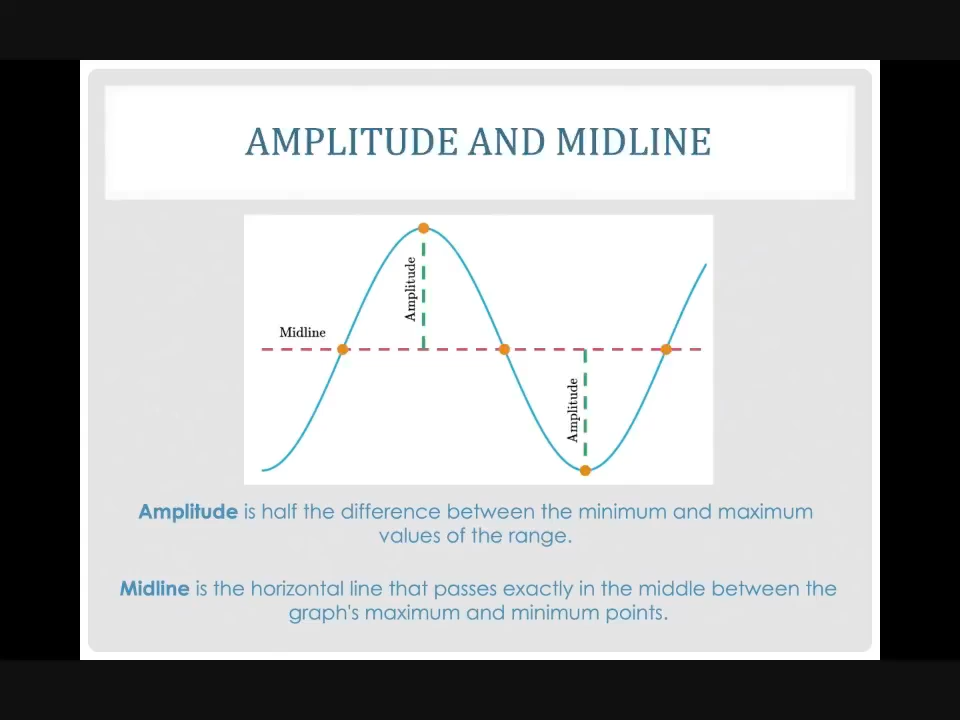 AMPLITUDE AND MIDLINE
Amplitude
Midline
Amplitude
Amplitude is half the difference between the minimum and maximum
values of the range.
Midline is the horizontal line that passes exactly in the middle between the
graph's maximum and minimum points.